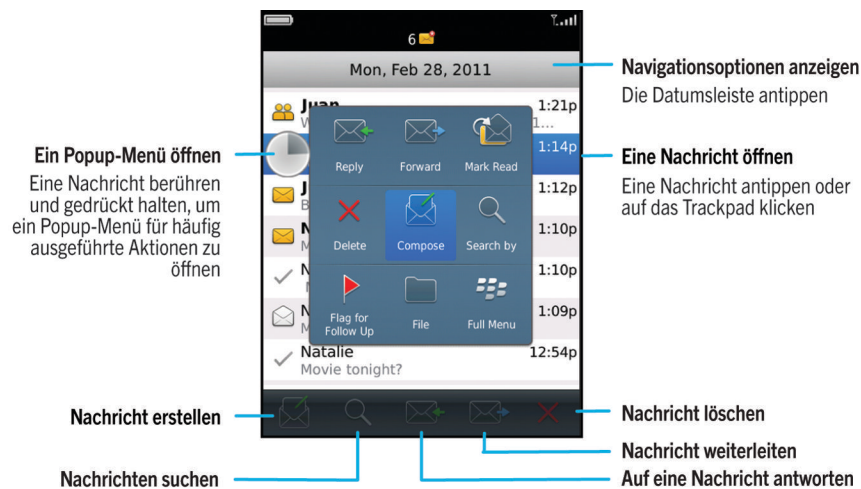 6
Mon, Feb 28, 2011
Navigationsoptionen anzeigen
Die Datumsleiste antippen
Juan 1:21p
1...
Reply Forward Mark Read
1:14p
Ein Popup-Menü öffnen
Eine Nachricht berühren
und gedrückt halten, um
ein Popup-Menü für häufig
ausgeführte Aktionen zu
öffnen
Eine Nachricht öffnen
Eine Nachricht antippen oder
auf das Trackpad klicken
1:12p
1:10p
Delete Compose Search by
1:10p
1:09p
Flag for
Follow Up File Full Menu
Natalie 12:54p
Movie tonight?
Nachricht erstellen
Nachricht löschen
Nachricht weiterleiten
Nachrichten suchen
Auf eine Nachricht antworten